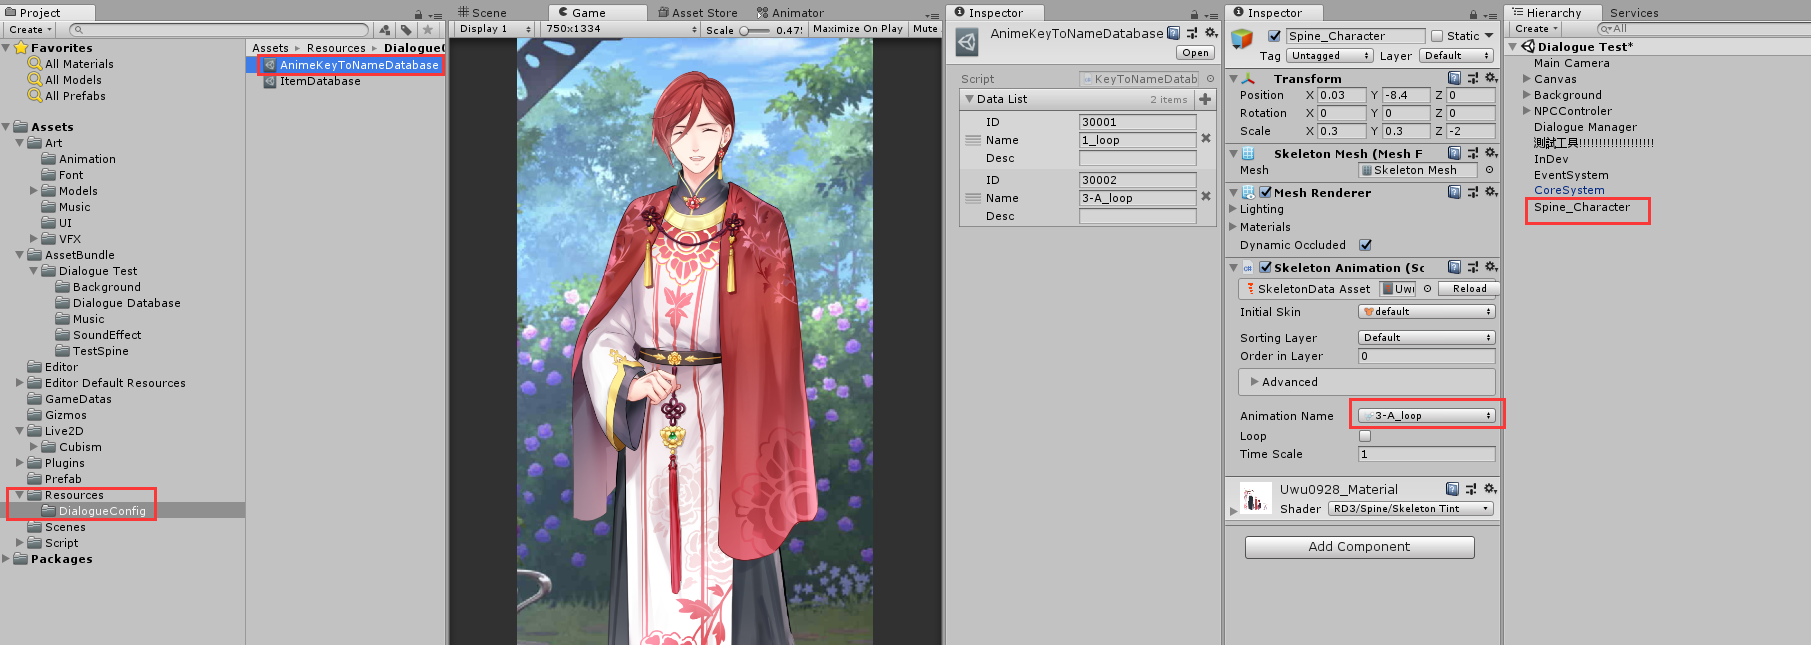 Project
Create
Favorites
All Materials
All Models
All Prefabs
Assets
Art
Animation
Font
Models
Music
UI
VFX
AssetBundle
Dialogue Test
Background
Dialogue Database
Music
SoundEffect
TestSpine
Editor
Editor Default Resources
GameDatas
Gizmos
Live2D
Cubism
Plugins
Prefab
Resources
DialogueConfig
Scenes
Script
Packages
Assets Resources Dialogue
AnimeKeyToNameDatabase
ItemDatabase
Scene Game Asset Store Animator
Display 1 750x1334 Scale 0.47 Maximize On Play Mute
Inspector
AnimeKeyToNameDatabase
Open
Script KeyToNameDatab
Data List 2 items
ID 30001
Name 1_loop
Desc
ID 30002
Name 3-A_loop
Desc
Inspector
Spine_Character Static
Tag Untagged Layer Default
Transform
Position X 0.03 Y -8.4 Z 0
Rotation X 0 Y 0 Z 0
Scale X 0.3 Y 0.3 Z -2
Skeleton Mesh (Mesh F
Mesh Skeleton Mesh
Mesh Renderer
Lighting
Materials
Dynamic Occluded
Skeleton Animation (Sc
SkeletonData Asset Uwu Reload
Initial Skin default
Sorting Layer Default
Order in Layer 0
Advanced
Animation Name 3-A_loop
Loop
Time Scale 1
Uwu0928_Material
Shader RD3/Spine/Skeleton Tint
Add Component
Hierarchy Services
Create All
Dialogue Test*
Main Camera
Canvas
Background
NPCControler
Dialogue Manager
測試工具!!!!!!!!!!!!!!!!!!!
InDev
EventSystem
CoreSystem
Spine_Character